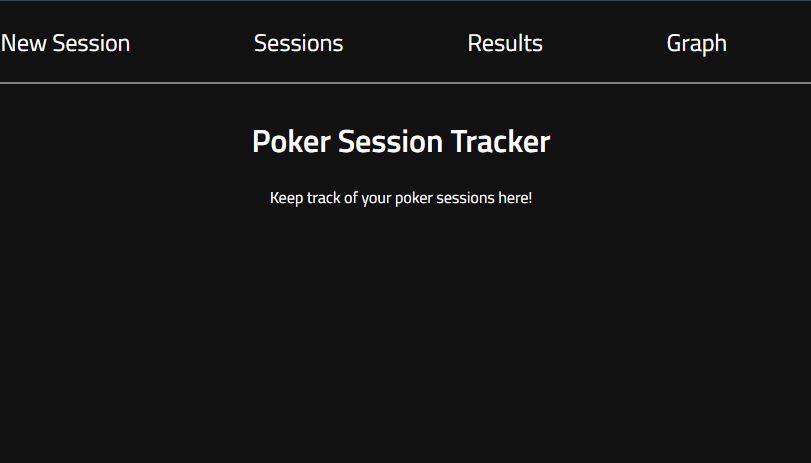 New Session Sessions Results Graph
Poker Session Tracker
Keep track of your poker sessions here!